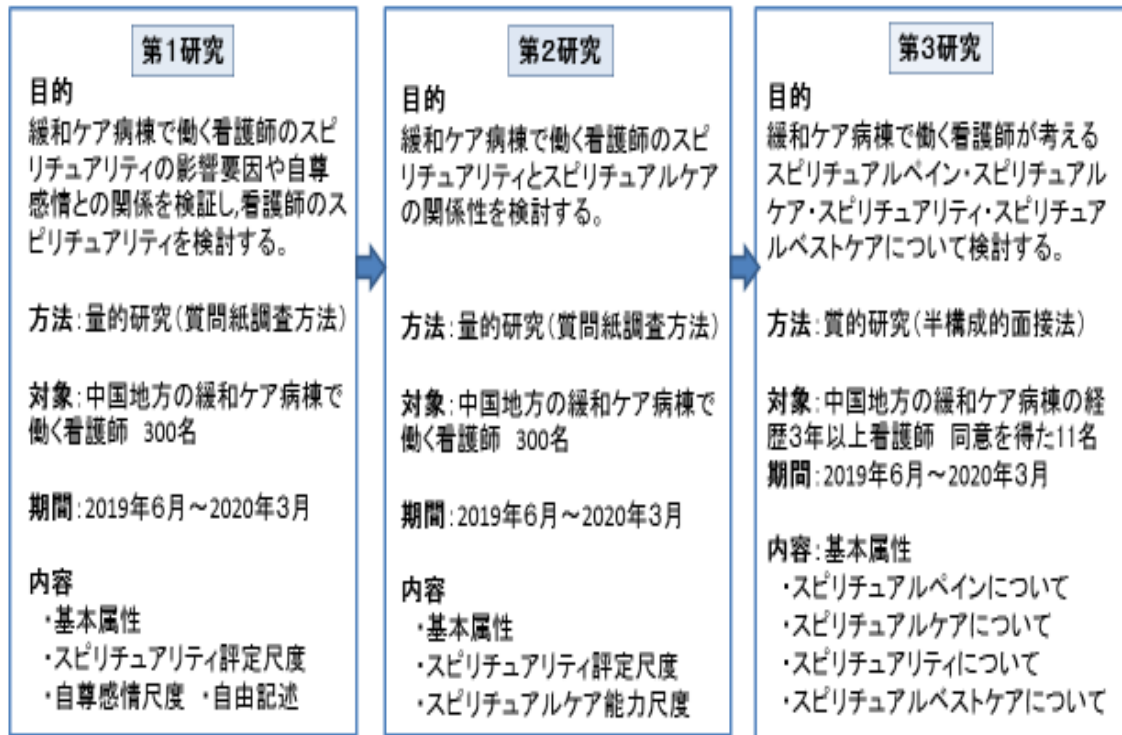 第1研究
目的
緩和ケア病棟で働く看護師のスピ
リチュアリティの影響要因や自尊
感情との関係を検証し,看護師のス
ピリチュアリティを検討する。
方法:量的研究(質問紙調査方法)
対象:中国地方の緩和ケア病棟で
働く看護師 300名
期間:2019年6月～2020年3月
内容
・基本属性
・スピリチュアリティ評定尺度
・自尊感情尺度 ・自由記述
第2研究
目的
緩和ケア病棟で働く看護師のスピ
リチュアリティとスピリチュアルケア
の関係性を検討する。
方法:量的研究(質問紙調査方法)
対象:中国地方の緩和ケア病棟で
働く看護師 300名
期間:2019年6月～2020年3月
内容
・基本属性
・スピリチュアリティ評定尺度
・スピリチュアルケア能力尺度
第3研究
目的
緩和ケア病棟で働く看護師が考える
スピリチュアルペイン・スピリチュアル
ケア・スピリチュアリティ・スピリチュア
ルベストケアについて検討する。
方法:質的研究(半構成的面接法)
対象:中国地方の緩和ケア病棟の経
歴3年以上看護師 同意を得た11名
期間:2019年6月～2020年3月
内容:基本属性
・スピリチュアルペインについて
・スピリチュアルケアについて
・スピリチュアリティについて
・スピリチュアルベストケアについて